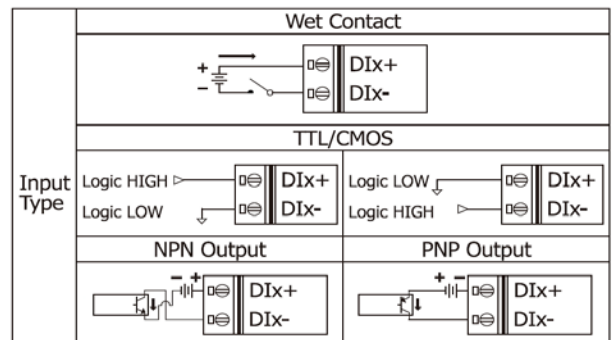 Wet Contact
+
-
DIx+
DIx-
TTL/CMOS
Input
Type
Logic HIGH
DIx+
Logic LOW
DIx-
Logic LOW
DIx+
Logic HIGH
DIx-
NPN Output
PNP Output
- +
DIx+
DIx-
+ -
DIx+
DIx-